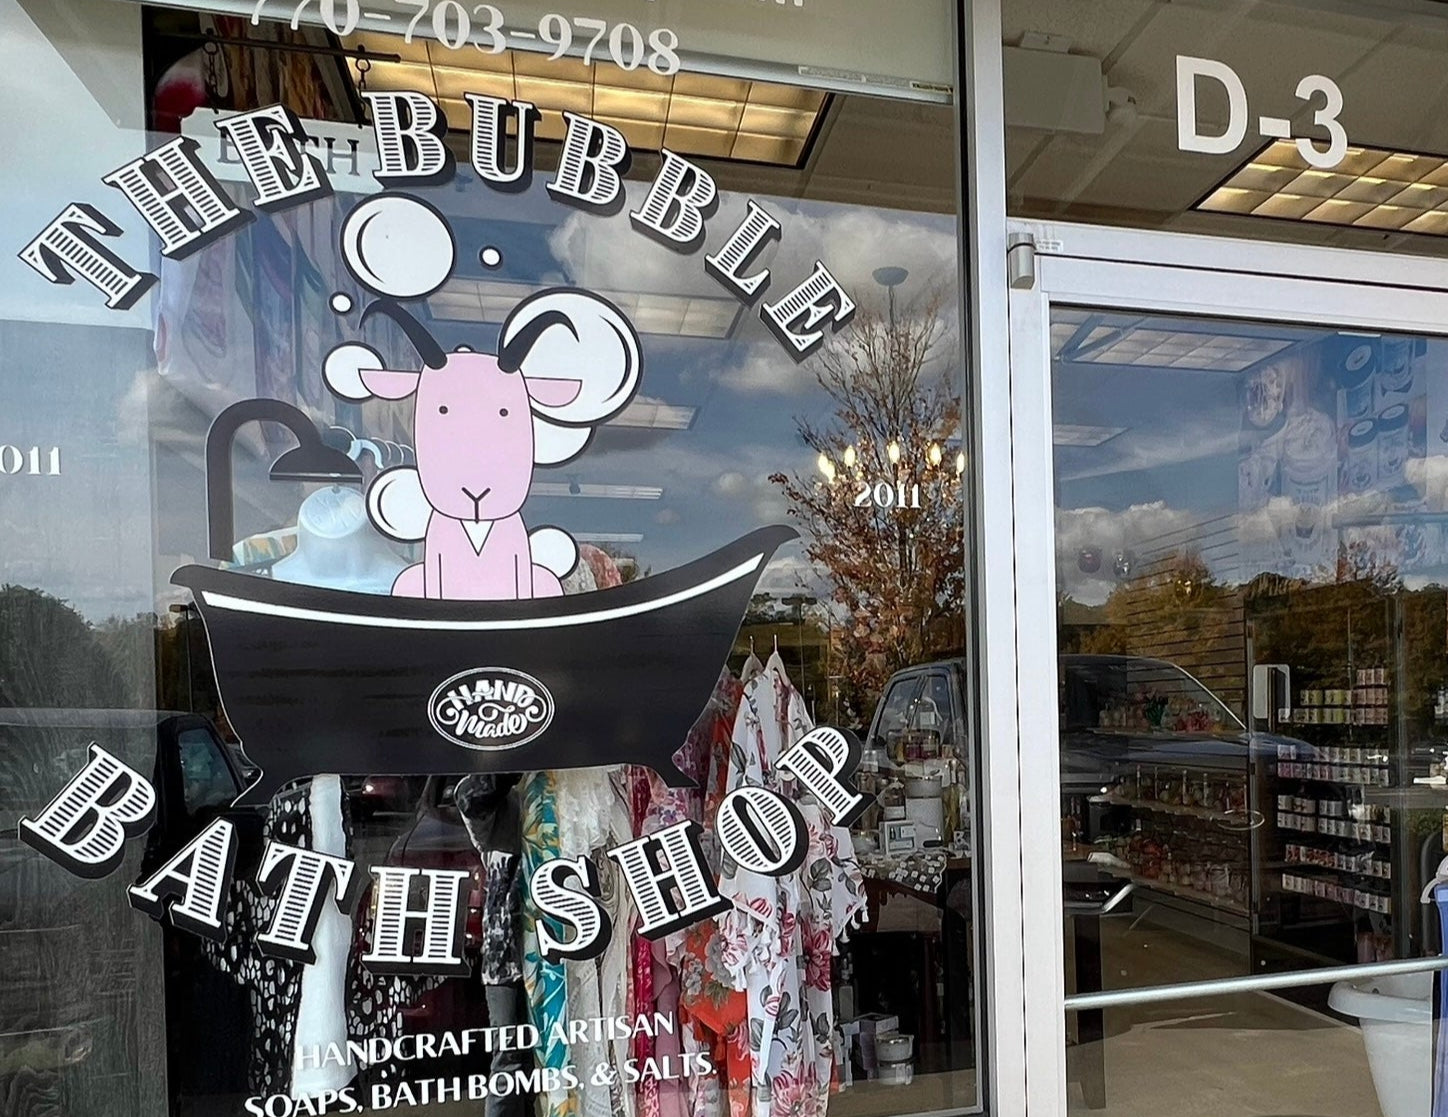 770-703-9708
D-3
THE BUBBLE
2011
2011
HAND
Made
BATH SHOP
HANDCRAFTED ARTISAN
SOAPS, BATH BOMBS, & SALTS.